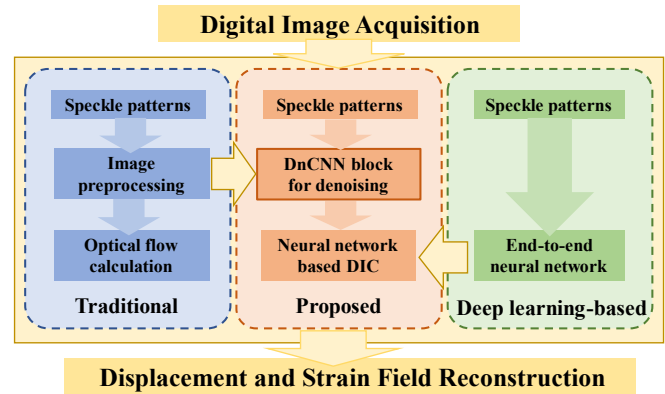 Digital Image Acquisition
Speckle patterns
Image
preprocessing
Optical flow
calculation
Traditional
Speckle patterns
DnCNN block
for denoising
Neural network
based DIC
Proposed
Speckle patterns
End-to-end
neural network
Deep learning-based
Displacement and Strain Field Reconstruction